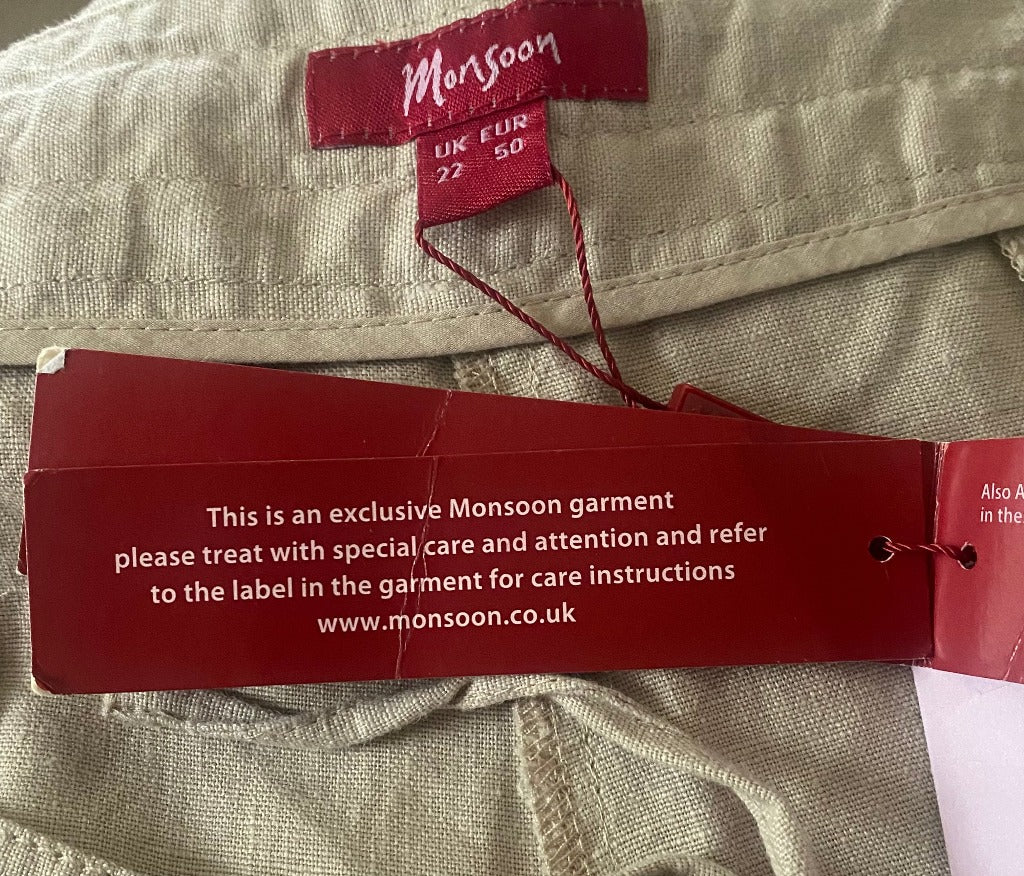 Monsoon
UK EUR
22 50
This is an exclusive Monsoon garment
please treat with special care and attention and refer
to the label in the garment for care instructions
www.monsoon.co.uk
Also
in the